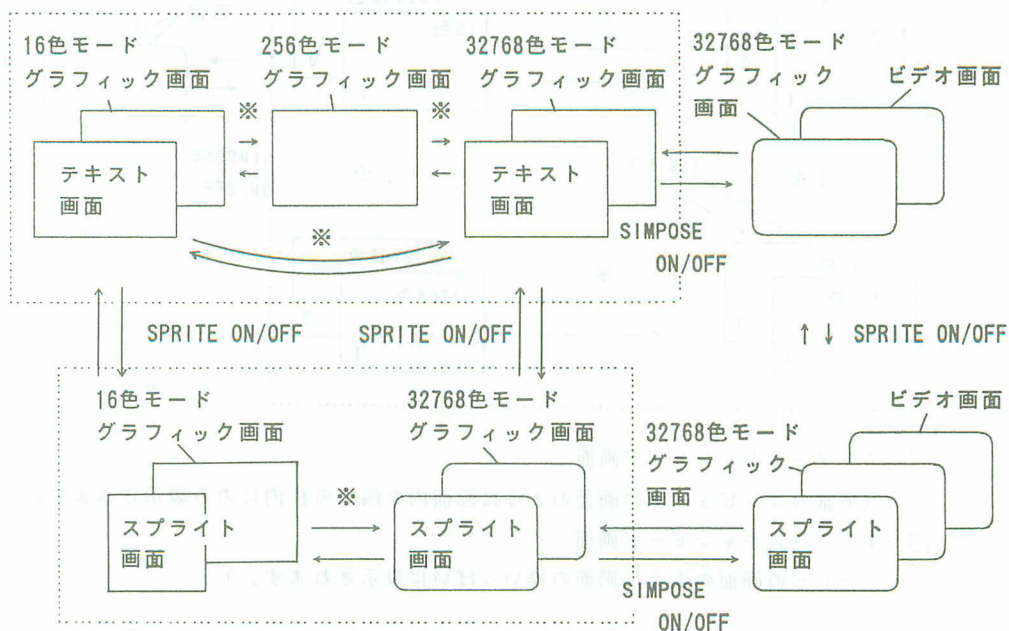 16色モード
グラフィック画面
256色モード
グラフィック画面
32768色モード
グラフィック画面
32768色モード
グラフィック
画面
ビデオ画面
※
※
テキスト
画面
テキスト
画面
※
SIMPOSE
ON/OFF
SPRITE ON/OFF
SPRITE ON/OFF
↑ ↓ SPRITE ON/OFF
16色モード
グラフィック画面
32768色モード
グラフィック画面
32768色モード
グラフィック
画面
ビデオ画面
※
スプライト
画面
スプライト
画面
スプライト
画面
SIMPOSE
ON/OFF